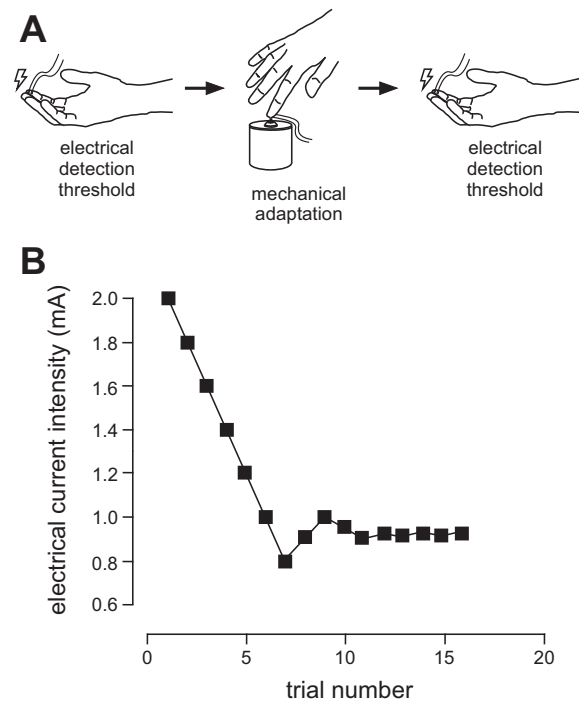 A
electrical
detection
threshold
mechanical
adaptation
electrical
detection
threshold
B
electrical current intensity (mA)
2.0
1.8
1.6
1.4
1.2
1.0
0.8
0.6
0
5
10
15
20
trial number